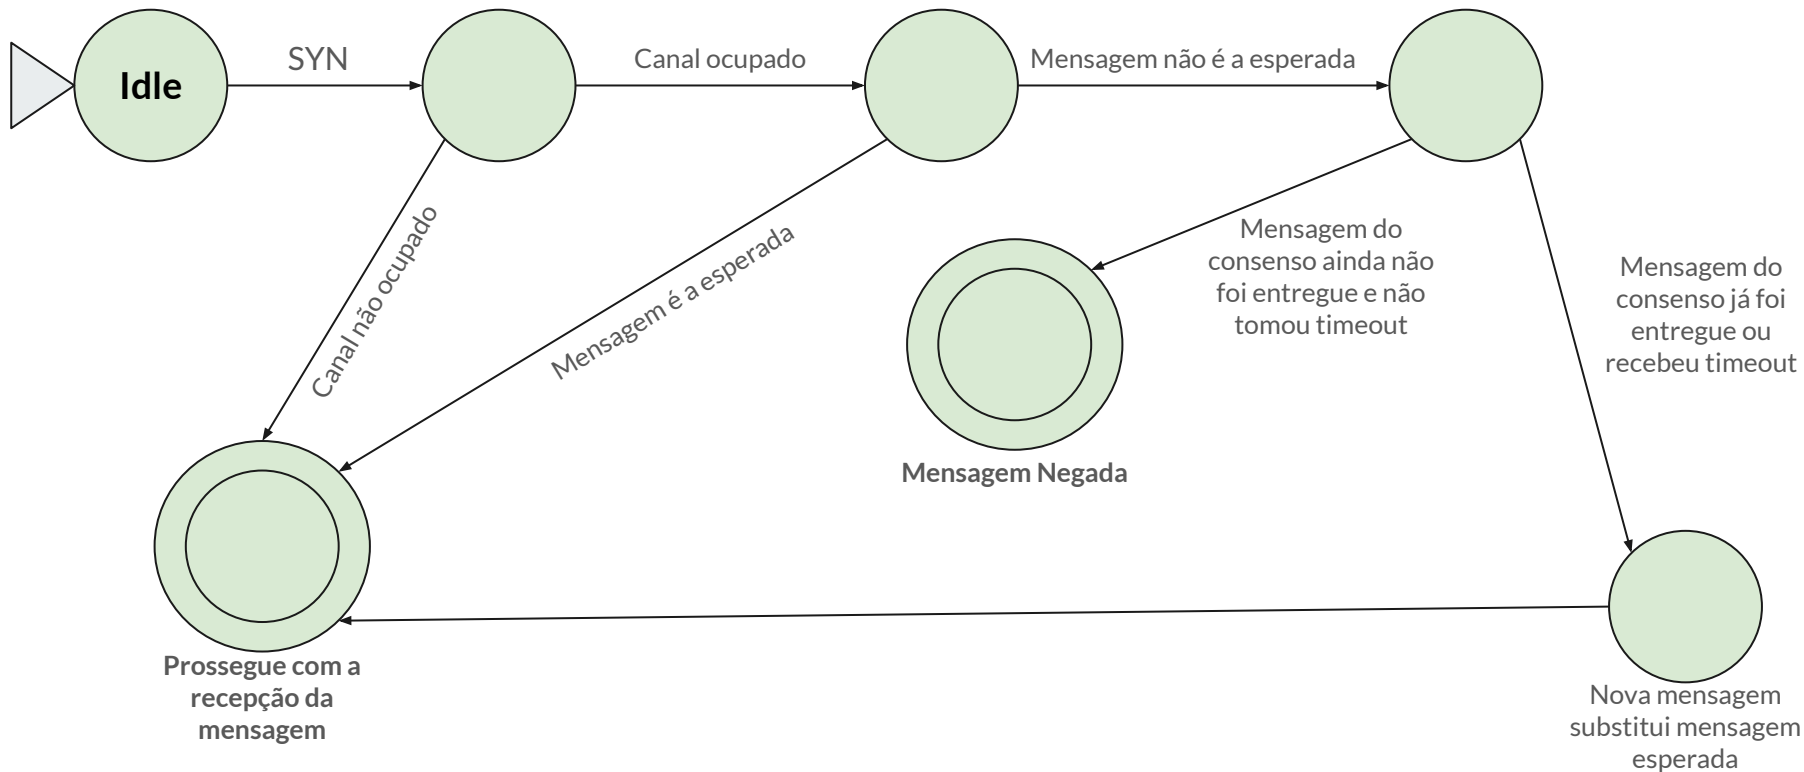 Idle
SYN
Canal ocupado
Mensagem não é a esperada
Canal não ocupado
Mensagem é a esperada
Mensagem do
consenso ainda não
foi entregue e não
tomou timeout
Mensagem do
consenso já foi
entregue ou
recebeu timeout
Mensagem Negada
Prossegue com a
recepção da
mensagem
Nova mensagem
substitui mensagem
esperada